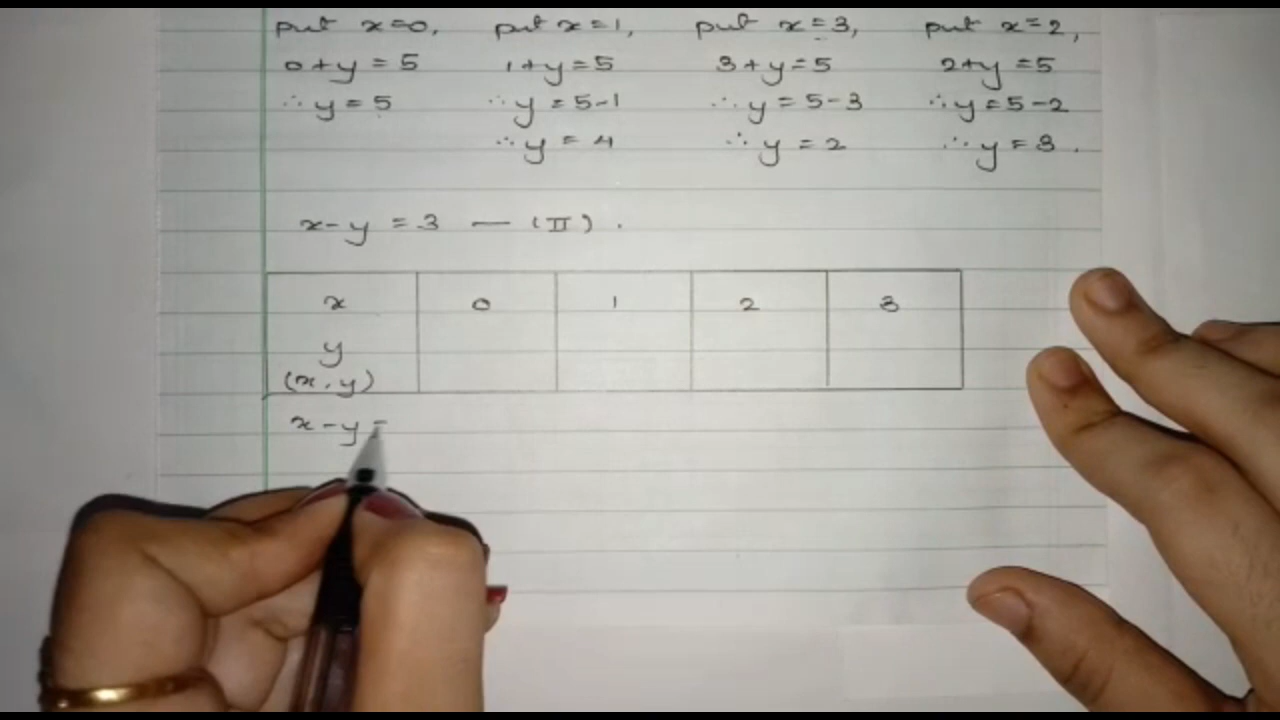 put x=0, put x=1, put x=3, put x=2,
0+y=5 1+y=5 3+y=5 2+y=5
∴y=5 ∴y=5-1 ∴y=5-3 ∴y=5-2
∴y=4 ∴y=2 ∴y=3.
x-y=3 — (II).
x 0 1 2 3
y
(x,y)
x-y=